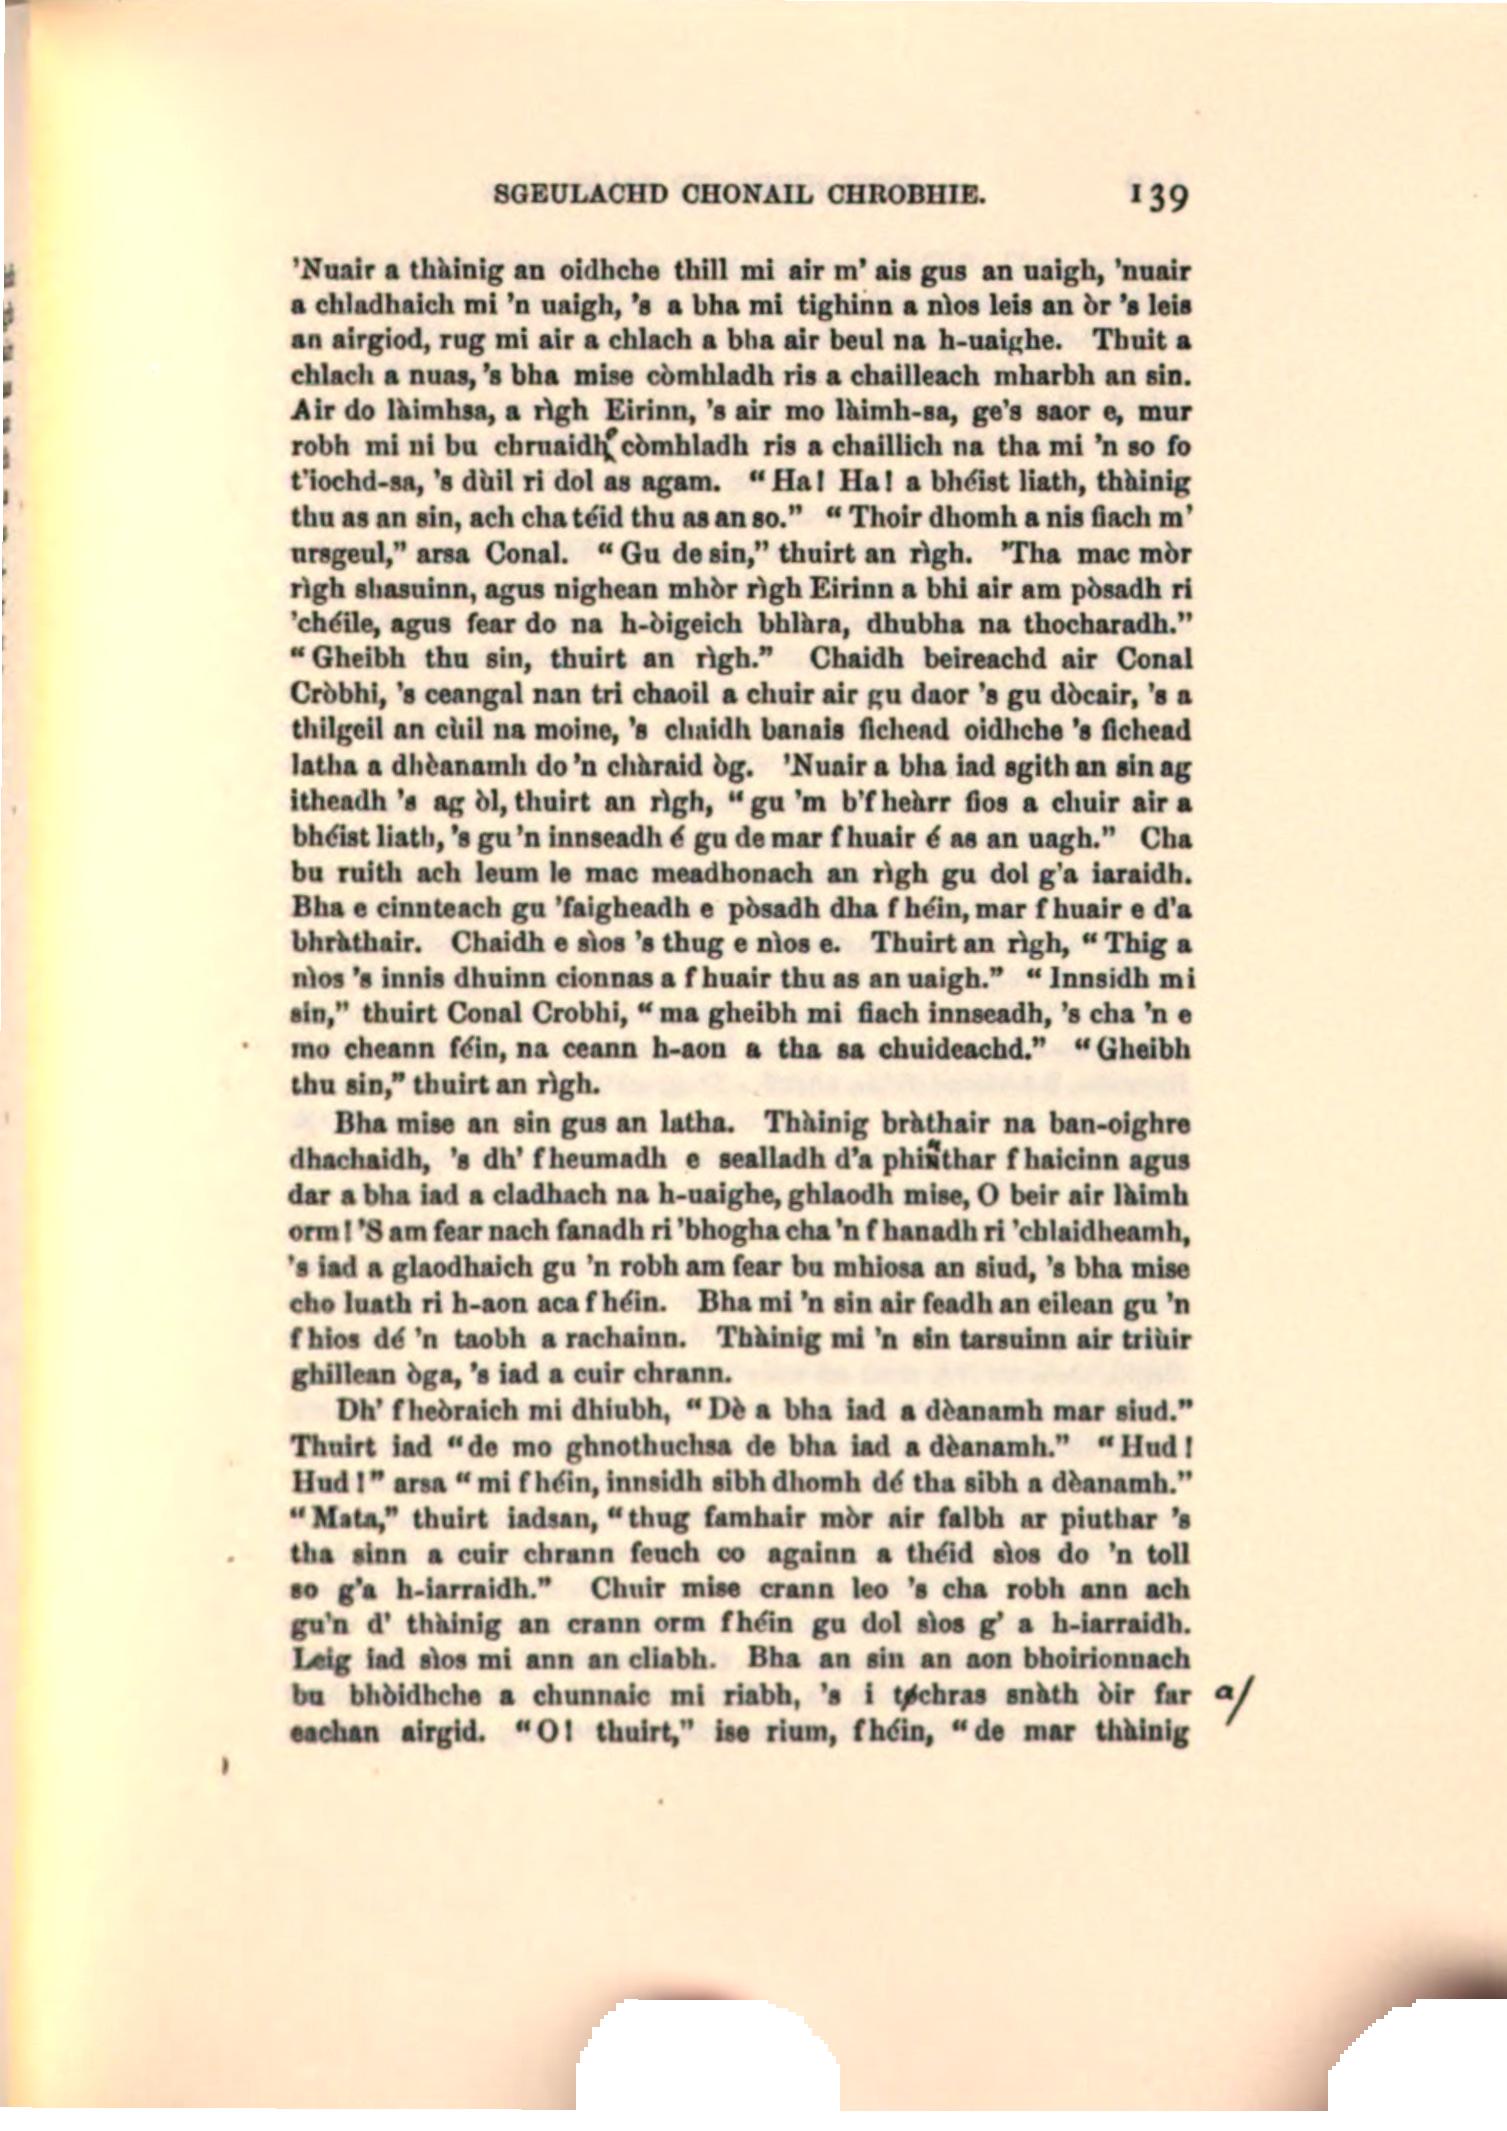 SGEULACHD CHONAIL CHROBHIE. 139
'Nuair a thàinig an oidhche thill mi air m' ais gus an uaigh, 'nuair
a chladhaich mi 'n uaigh, 's a bha mi tighinn a nìos leis an òr 's leis
an airgiod, rug mi air a chlach a bha air beul na h-uaighe. Thuit a
chlach a nuas, 's bha mise còmhladh ris a chailleach mharbh an sin.
Air do làimhsa, a rìgh Eirinn, 's air mo làimh-sa, ge's saor e, mur
robh mi ni bu chruaidhe còmhladh ris a chaillich na tha mi 'n so fo
t'iochd-sa, 's dùil ri dol as agam. "Ha! Ha! a bhéist liath, thàinig
thu as an sin, ach cha téid thu as an so." "Thoir dhomh a nis fiach m'
ursgeul," arsa Conal. "Gu de sin," thuirt an rìgh. 'Tha mac mòr
rìgh shasuinn, agus nighean mhòr rìgh Eirinn a bhi air am pòsadh ri
'chéile, agus fear do na h-òigeich bhlàra, dhubha na thocharadh."
"Gheibh thu sin, thuirt an rìgh." Chaidh beireachd air Conal
Cròbhi, 's ceangal nan tri chaoil a chuir air gu daor 's gu dòcair, 's a
thilgeil an cùil na moine, 's chaidh banais fichead oidhche 's fichead
latha a dhèanamh do 'n chàraid òg. 'Nuair a bha iad sgith an sin ag
itheadh 's ag òl, thuirt an rìgh, "gu 'm b'fheàrr fios a chuir air a
bhéist liath, 's gu 'n innseadh é gu de mar fhuair é as an uagh." Cha
bu ruith ach leum le mac meadhonach an rìgh gu dol g'a iaraidh.
Bha e cinnteach gu 'faigheadh e pòsadh dha fhéin, mar fhuair e d'a
bhràthair. Chaidh e sìos 's thug e nìos e. Thuirt an rìgh, "Thig a
nìos 's innis dhuinn cionnas a fhuair thu as an uaigh." "Innsidh mi
sin," thuirt Conal Crobhi, "ma gheibh mi fiach innseadh, 's cha 'n e
mo cheann féin, na ceann h-aon a tha sa chuideachd." "Gheibh
thu sin," thuirt an rìgh.
Bha mise an sin gus an latha. Thàinig bràthair na ban-oighre
dhachaidh, 's dh' fheumadh e sealladh d'a phiuthar fhaicinn agus
dar a bha iad a cladhach na h-uaighe, ghlaodh mise, O beir air làimh
orm! 'S am fear nach fanadh ri 'bhogha cha 'n fhanadh ri 'chlaidheamh,
's iad a glaodhaich gu 'n robh am fear bu mhiosa an siud, 's bha mise
cho luath ri h-aon aca fhéin. Bha mi 'n sin air feadh an eilean gu 'n
fhios dé 'n taobh a rachainn. Thàinig mi 'n sin tarsuinn air triùir
ghillean òga, 's iad a cuir chrann.
Dh' fheòraich mi dhiubh, "Dè a bha iad a dèanamh mar siud."
Thuirt iad "de mo ghnothuchsa de bha iad a dèanamh." "Hud!
Hud!" arsa "mi fhéin, innsidh sibh dhomh dé tha sibh a dèanamh."
"Mata," thuirt iadsan, "thug famhair mòr air falbh ar piuthar 's
tha sinn a cuir chrann feuch co againn a théid sìos do 'n toll
so g'a h-iarraidh." Chuir mise crann leo 's cha robh ann ach
gu'n d' thàinig an crann orm fhéin gu dol sìos g' a h-iarraidh.
Leig iad sìos mi ann an cliabh. Bha an sin an aon bhoirionnach
bu bhòidhche a chunnaic mi riabh, 's i tochras snàth òir far a/
eachan airgid. "O! thuirt," ise rium, fhéin, "de mar thàinig